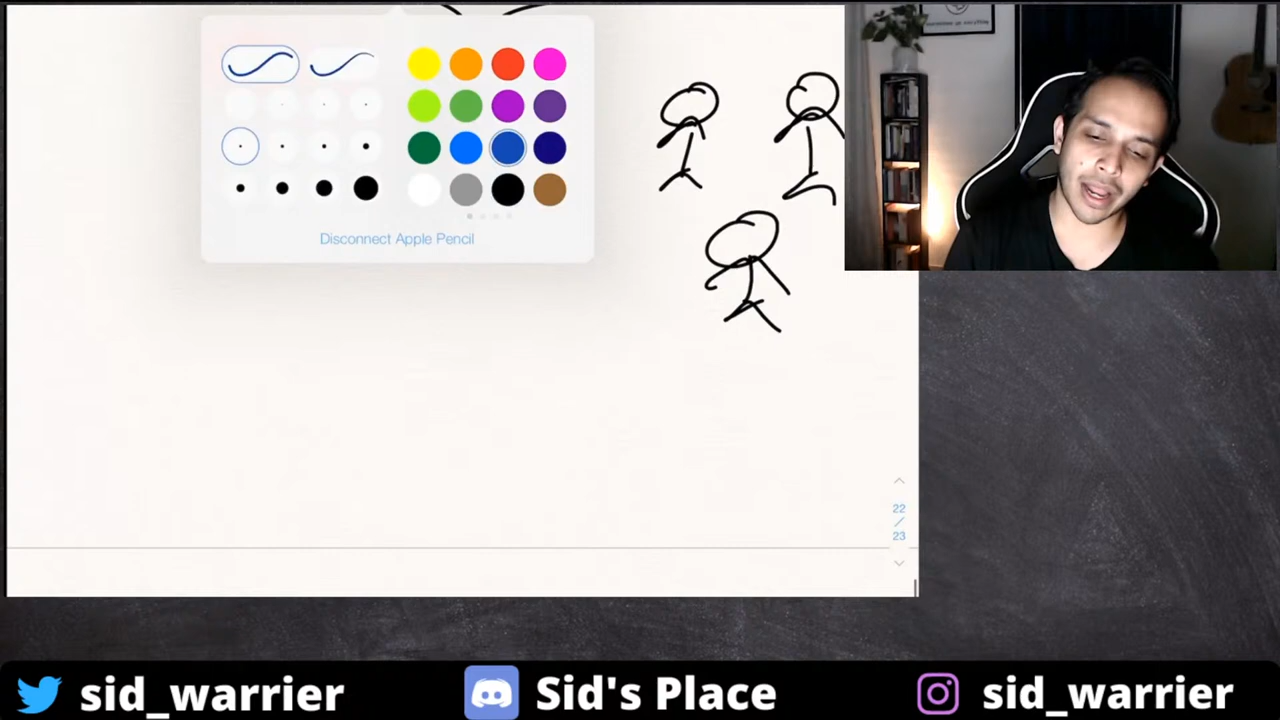 Disconnect Apple Pencil
22
/
23
sid_warrier
Sid's Place
sid_warrier